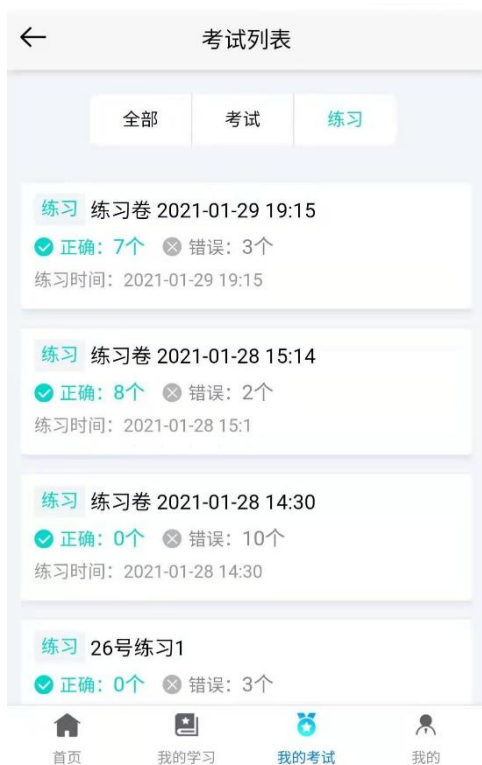 考试列表
全部 考试 练习
练习 练习卷 2021-01-29 19:15
正确：7个 错误：3个
练习时间：2021-01-29 19:15
练习 练习卷 2021-01-28 15:14
正确：8个 错误：2个
练习时间：2021-01-28 15:1
练习 练习卷 2021-01-28 14:30
正确：0个 错误：10个
练习时间：2021-01-28 14:30
练习 26号练习1
正确：0个 错误：3个
首页 我的学习 我的考试 我的